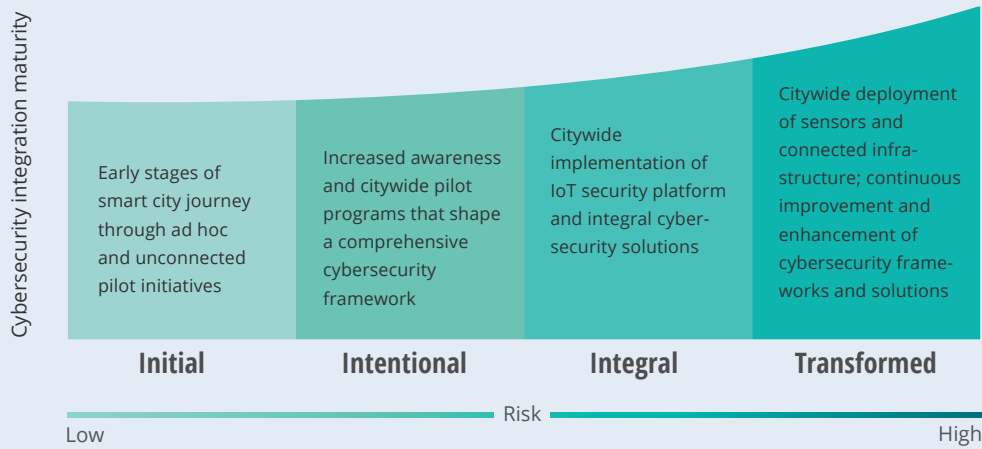 Cybersecurity integration maturity
Early stages of
smart city journey
through ad hoc
and unconnected
pilot initiatives
Increased awareness
and citywide pilot
programs that shape
a comprehensive
cybersecurity
framework
Citywide
implementation of
IoT security platform
and integral cyber-
security solutions
Citywide deployment
of sensors and
connected infra-
structure; continuous
improvement and
enhancement of
cybersecurity frame-
works and solutions
Initial
Intentional
Integral
Transformed
Risk
Low
High